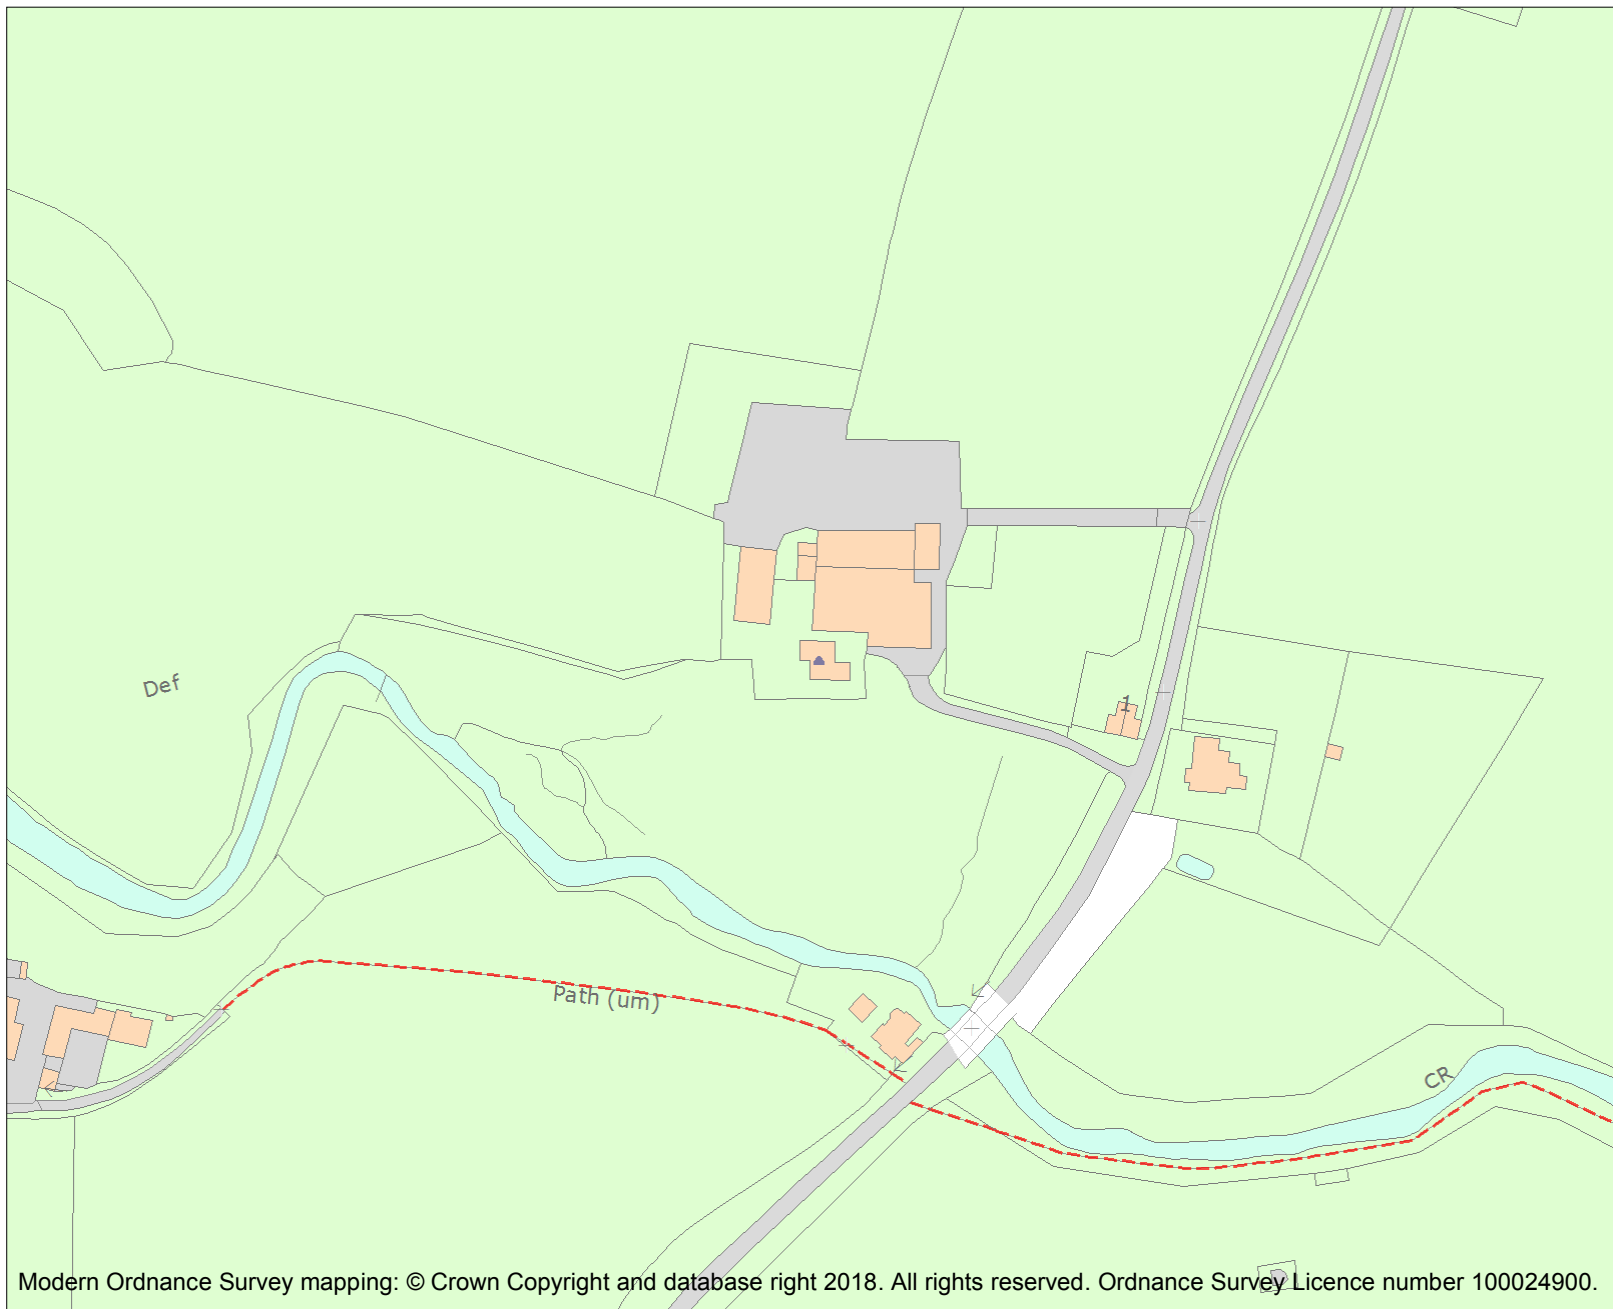 Def
1
Path (um)
CR
Modern Ordnance Survey mapping: © Crown Copyright and database right 2018. All rights reserved. Ordnance Survey Licence number 100024900.